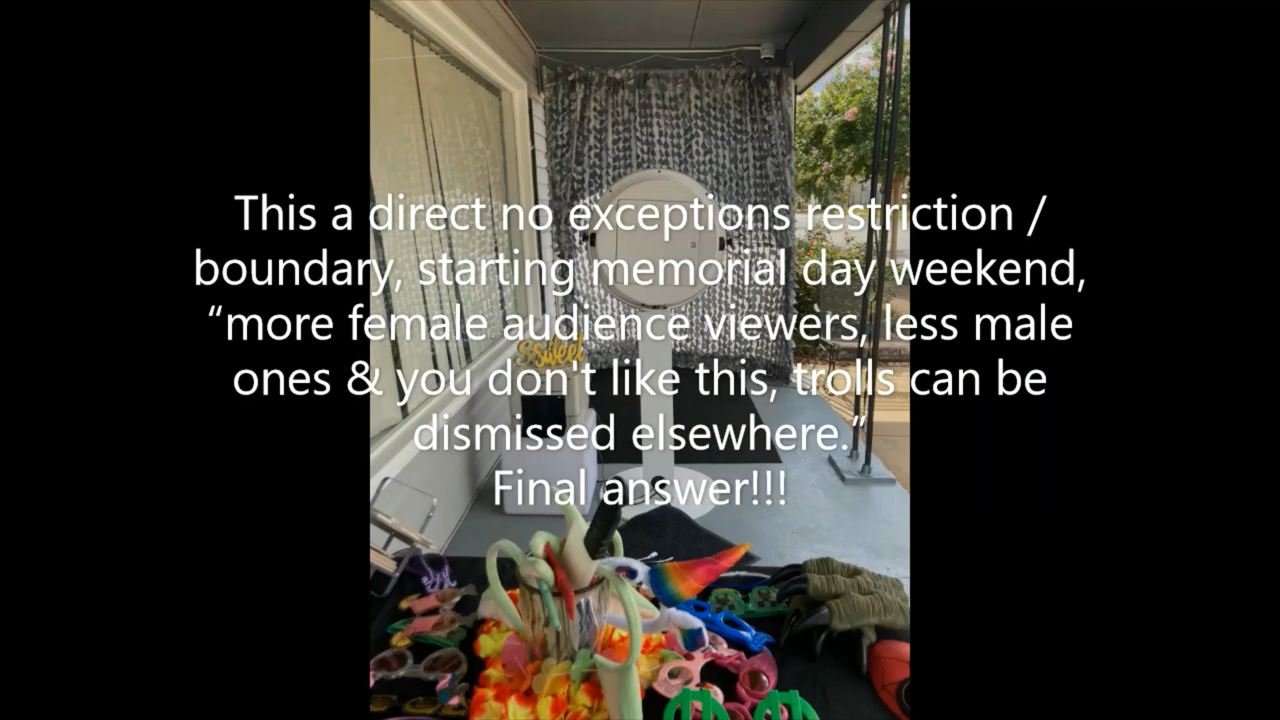 This a direct no exceptions restriction /
boundary, starting memorial day weekend,
“more female audience viewers, less male
ones & you don't like this, trolls can be
dismissed elsewhere.”
Final answer!!!
sweet